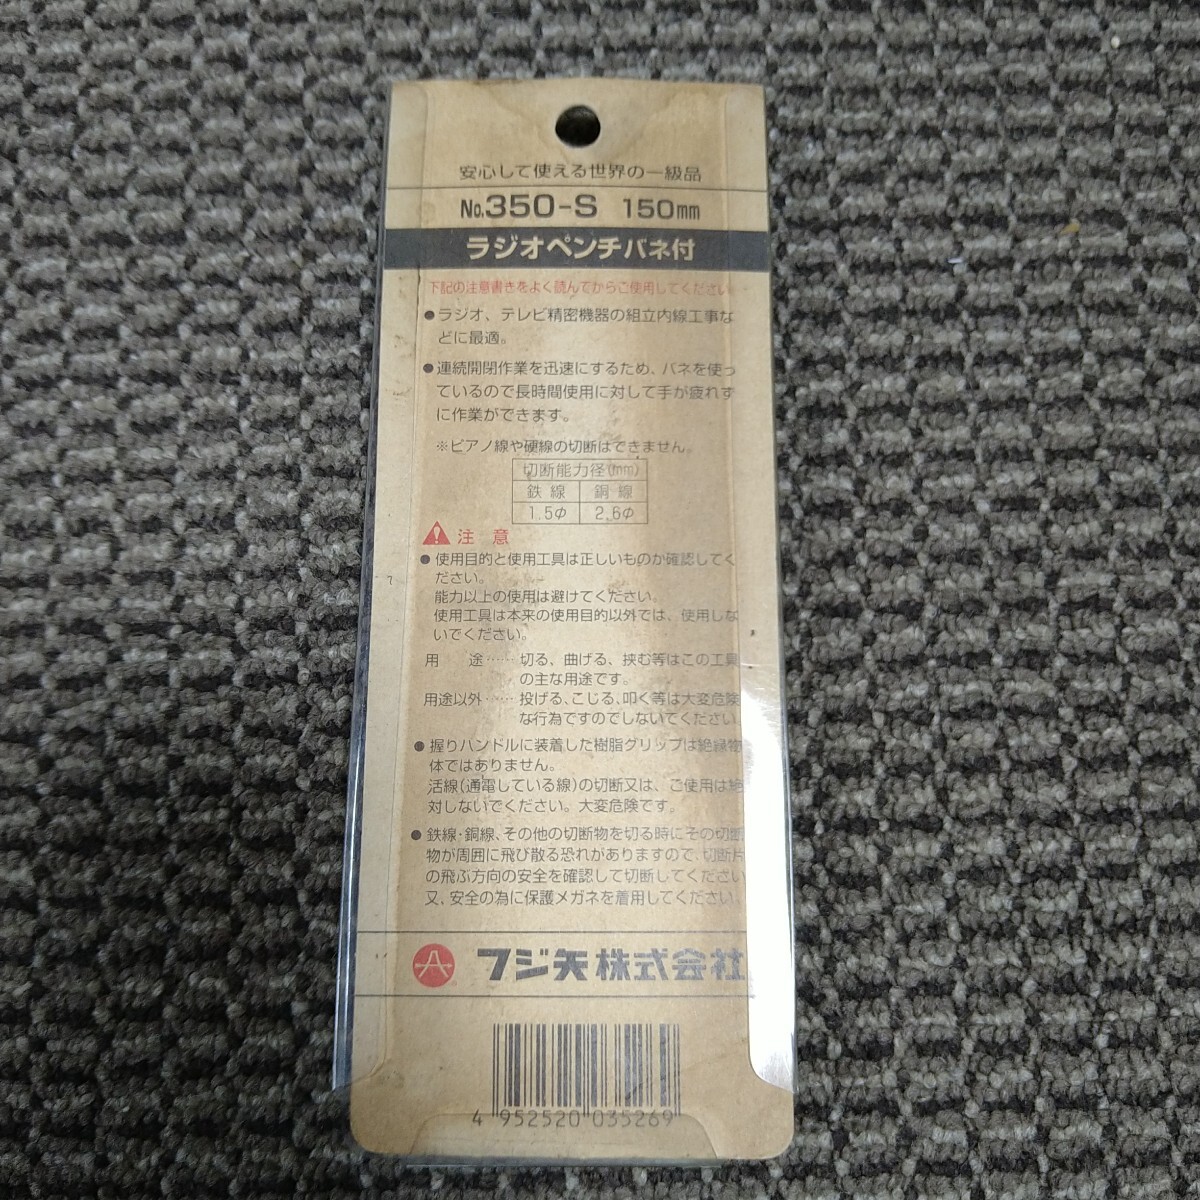 安心して使える世界の一級品
No.350-S 150mm
ラジオペンチバネ付
下記の注意書きをよく読んでからご使用してください
●ラジオ、テレビ精密機器の組立内線工事な
どに最適。
●連続開閉作業を迅速にするため、バネを使っ
ているので長時間使用に対して手が疲れず
に作業ができます。
※ピアノ線や硬線の切断はできません。
切断能力径(mm)
鉄線 銅線
1.5φ 2.6φ
注意
●使用目的と使用工具は正しいものか確認してく
ださい。
能力以上の使用は避けてください。
使用工具は本来の使用目的以外では、使用しな
いでください。
用途……切る、曲げる、挟む等はこの工具
の主な用途です。
用途以外……投げる、こじる、叩く等は大変危険
な行為ですのでしないでください。
●握りハンドルに装着した樹脂グリップは絶縁物
体ではありません。
活線(通電している線)の切断又は、ご使用は絶
対しないでください。大変危険です。
●鉄線・銅線、その他の切断物を切る時にその切断
物が周囲に飛び散る恐れがありますので、切断片
の飛ぶ方向の安全を確認して切断してください
又、安全の為に保護メガネを着用してください。
フジ矢株式会社
4 952520 035269